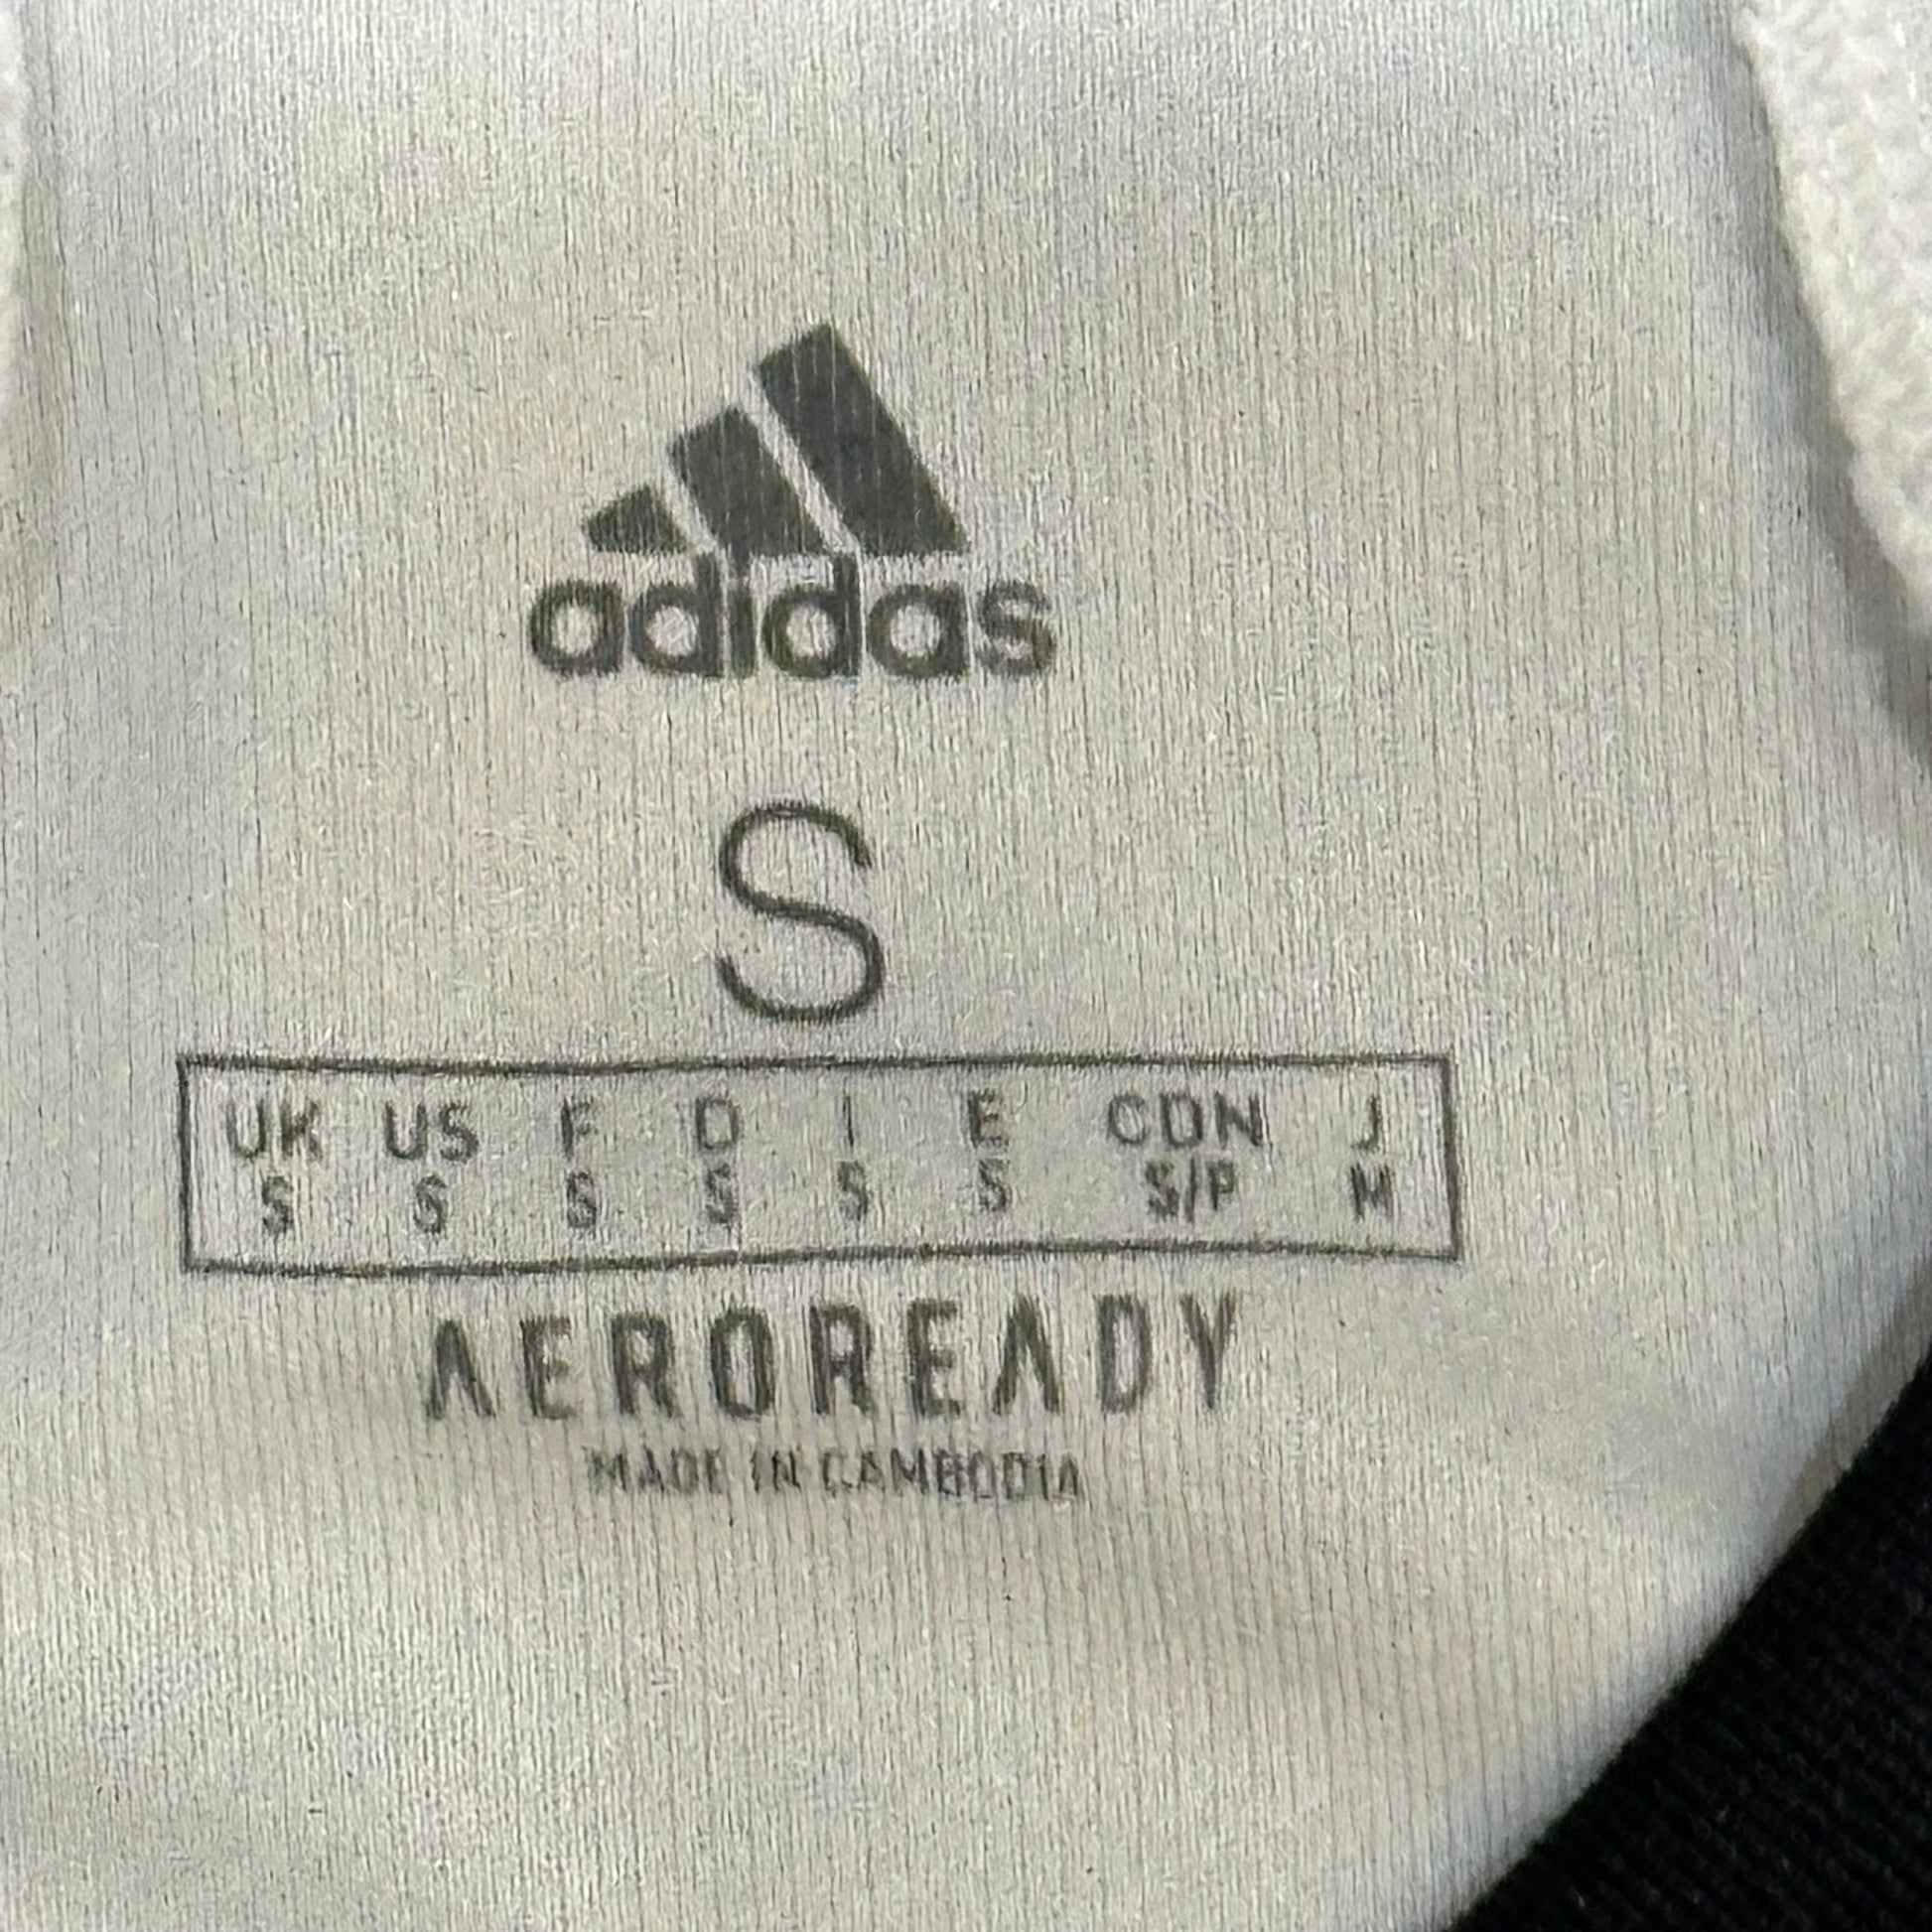 adidas
S
UK US F D I E CDN J
S S S S S S S/P M
AEROREADY
MADE IN CAMBODIA